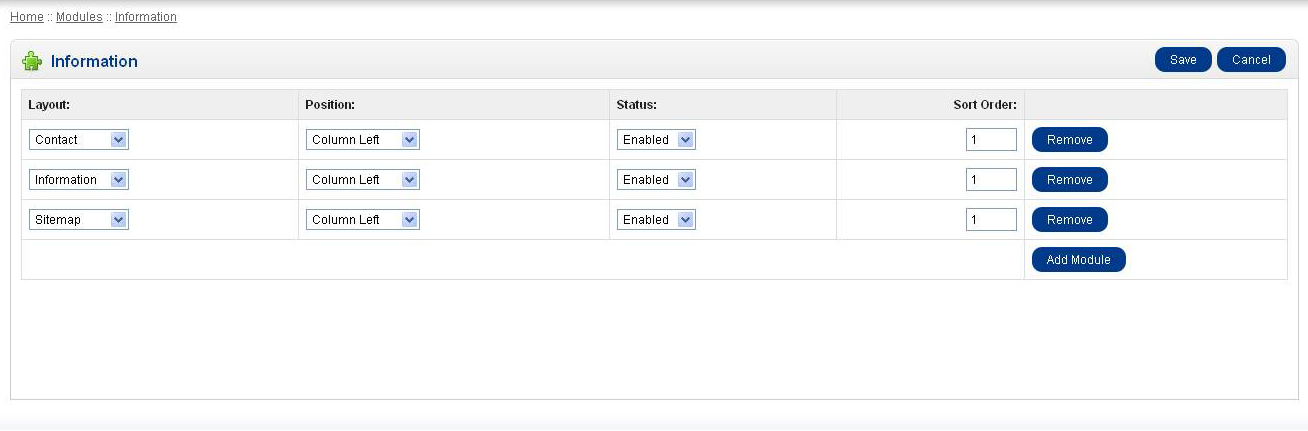 Home :: Modules :: Information
Information Save Cancel
Layout: Position: Status: Sort Order:
Contact Column Left Enabled 1 Remove
Information Column Left Enabled 1 Remove
Sitemap Column Left Enabled 1 Remove
Add Module